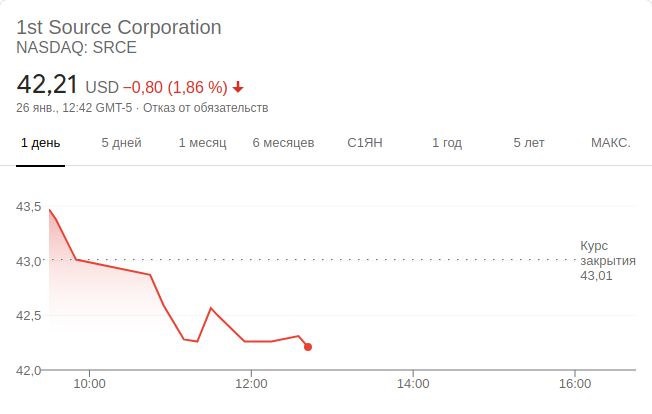 1st Source Corporation
NASDAQ: SRCE
42,21 USD −0,80 (1,86 %)
26 янв., 12:42 GMT-5 · Отказ от обязательств
1 день 5 дней 1 месяц 6 месяцев С1ЯН 1 год 5 лет МАКС.
43,5
43,0
42,5
42,0
Курс
закрытия
43,01
10:00 12:00 14:00 16:00